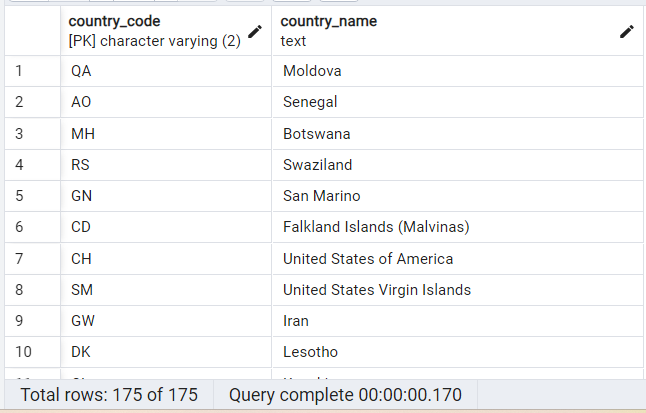 country_code country_name
[PK] character varying (2) text
1 QA Moldova
2 AO Senegal
3 MH Botswana
4 RS Swaziland
5 GN San Marino
6 CD Falkland Islands (Malvinas)
7 CH United States of America
8 SM United States Virgin Islands
9 GW Iran
10 DK Lesotho
Total rows: 175 of 175 Query complete 00:00:00.170